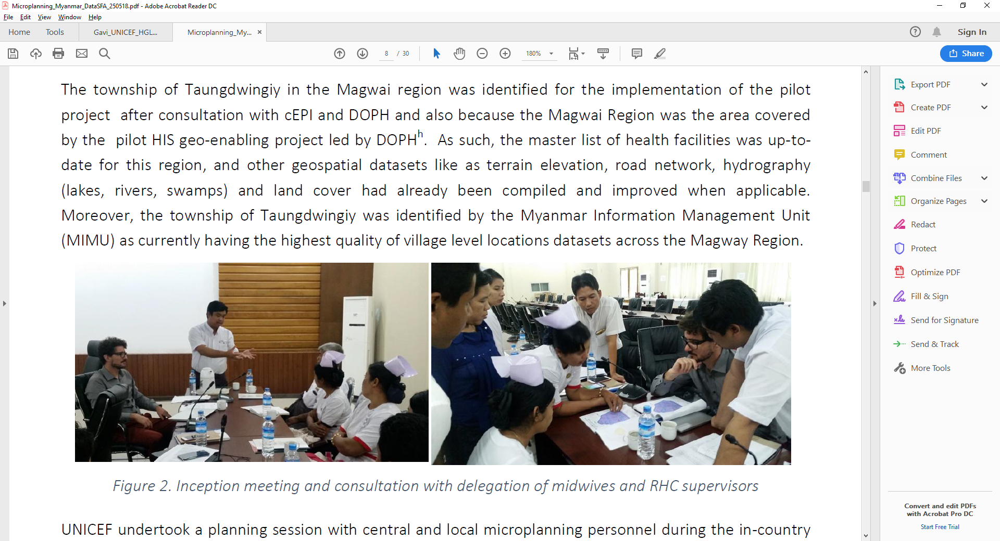 Microplanning_Myanmar_DataSFA_250518.pdf - Adobe Acrobat Reader DC
File Edit View Window Help
Home Tools Gavi_UNICEF_HGL... Microplanning_My... Sign In
8 / 30 180% Share
The township of Taungdwingiy in the Magwai region was identified for the implementation of the pilot
project after consultation with cEPI and DOPH and also because the Magwai Region was the area covered
by the pilot HIS geo-enabling project led by DOPHh. As such, the master list of health facilities was up-to-
date for this region, and other geospatial datasets like as terrain elevation, road network, hydrography
(lakes, rivers, swamps) and land cover had already been compiled and improved when applicable.
Moreover, the township of Taungdwingiy was identified by the Myanmar Information Management Unit
(MIMU) as currently having the highest quality of village level locations datasets across the Magway Region.
Figure 2. Inception meeting and consultation with delegation of midwives and RHC supervisors
UNICEF undertook a planning session with central and local microplanning personnel during the in-country
Export PDF
Create PDF
Edit PDF
Comment
Combine Files
Organize Pages
Redact
Protect
Optimize PDF
Fill & Sign
Send for Signature
Send & Track
More Tools
Convert and edit PDFs
with Acrobat Pro DC
Start Free Trial